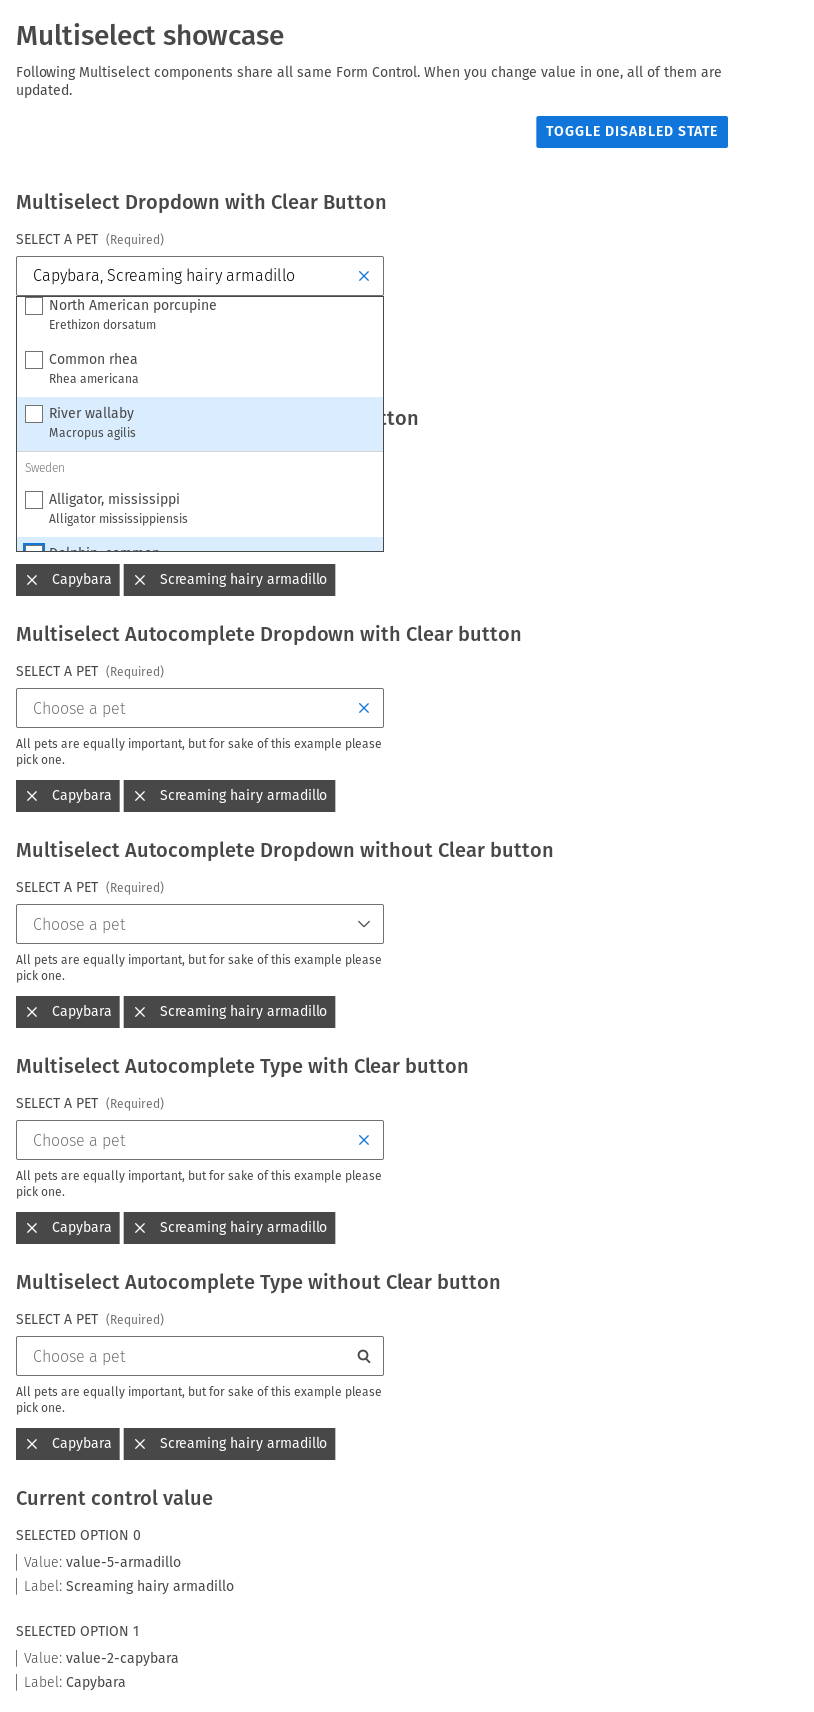 Multiselect showcase
Following Multiselect components share all same Form Control. When you change value in one, all of them are
updated.
TOGGLE DISABLED STATE
Multiselect Dropdown with Clear Button
SELECT A PET (Required)
Capybara, Screaming hairy armadillo
North American porcupine
Erethizon dorsatum
Common rhea
Rhea americana
River wallaby
Macropus agilis
Sweden
Alligator, mississippi
Alligator mississippiensis
Capybara
Screaming hairy armadillo
Multiselect Autocomplete Dropdown with Clear button
SELECT A PET (Required)
Choose a pet
All pets are equally important, but for sake of this example please
pick one.
Capybara
Screaming hairy armadillo
Multiselect Autocomplete Dropdown without Clear button
SELECT A PET (Required)
Choose a pet
All pets are equally important, but for sake of this example please
pick one.
Capybara
Screaming hairy armadillo
Multiselect Autocomplete Type with Clear button
SELECT A PET (Required)
Choose a pet
All pets are equally important, but for sake of this example please
pick one.
Capybara
Screaming hairy armadillo
Multiselect Autocomplete Type without Clear button
SELECT A PET (Required)
Choose a pet
All pets are equally important, but for sake of this example please
pick one.
Capybara
Screaming hairy armadillo
Current control value
SELECTED OPTION 0
Value: value-5-armadillo
Label: Screaming hairy armadillo
SELECTED OPTION 1
Value: value-2-capybara
Label: Capybara